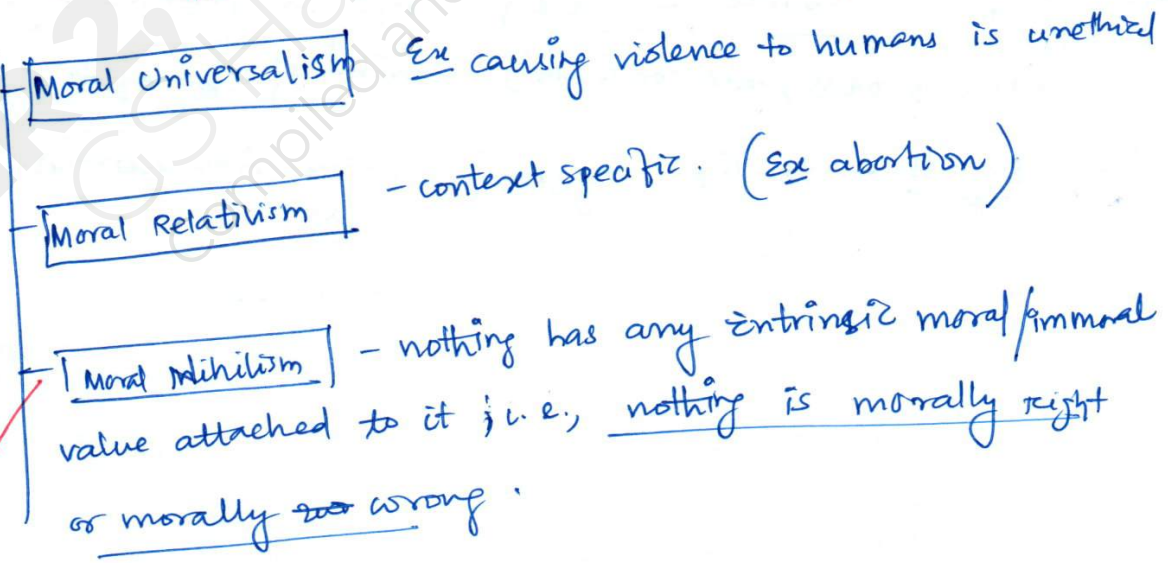 Moral Universalism Ex causing violence to humans is unethical
Moral Relativism - context specific. (Ex abortion)
Moral Nihilism - nothing has any intrinsic moral/immoral
value attached to it; i.e., nothing is morally right
or morally wrong.